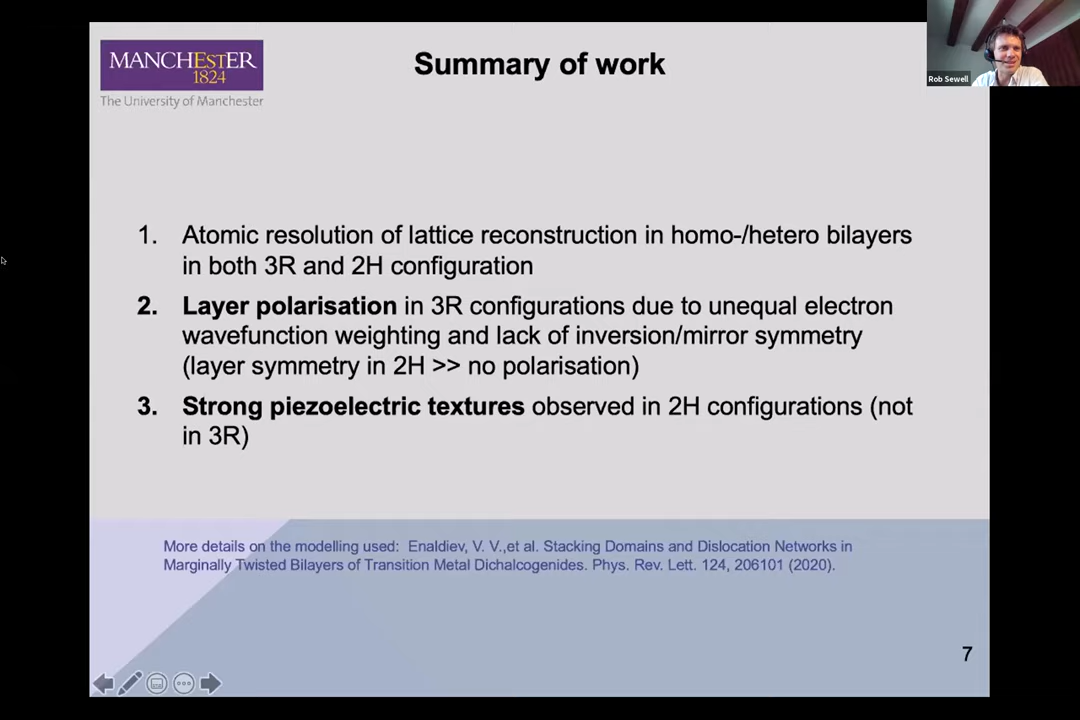 MANCHEsTER
1824
The University of Manchester
Summary of work
Rob Sewell
1. Atomic resolution of lattice reconstruction in homo-/hetero bilayers
in both 3R and 2H configuration
2. Layer polarisation in 3R configurations due to unequal electron
wavefunction weighting and lack of inversion/mirror symmetry
(layer symmetry in 2H >> no polarisation)
3. Strong piezoelectric textures observed in 2H configurations (not
in 3R)
More details on the modelling used: Enaldiev, V. V.,et al. Stacking Domains and Dislocation Networks in
Marginally Twisted Bilayers of Transition Metal Dichalcogenides. Phys. Rev. Lett. 124, 206101 (2020).
7